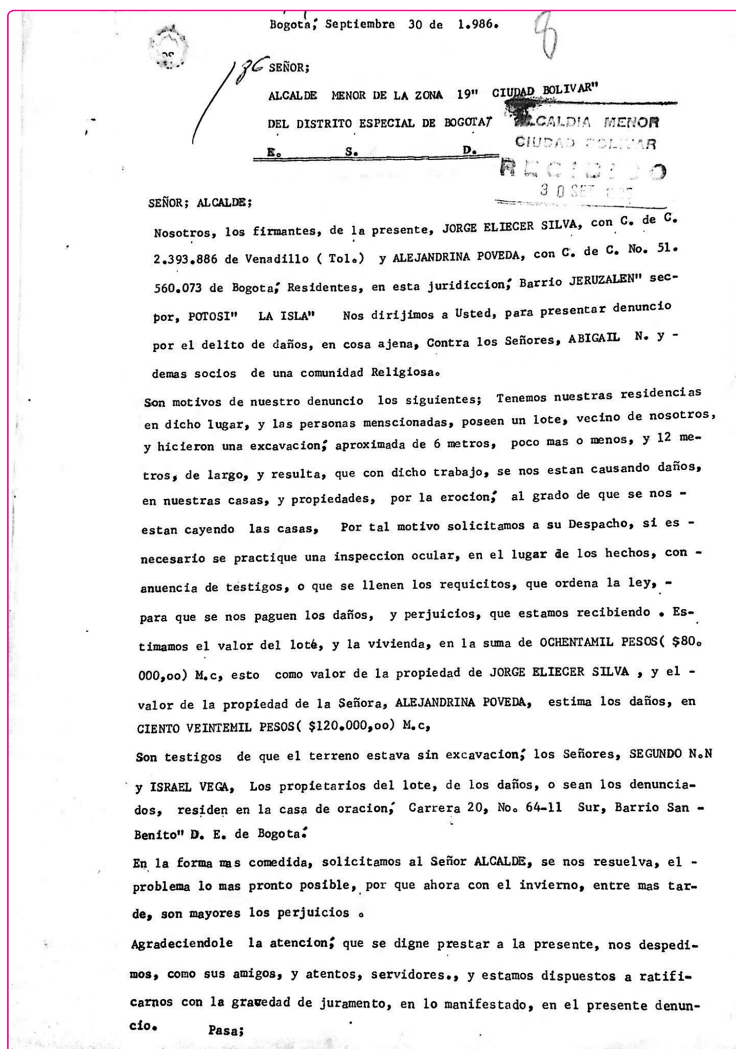 Bogota, Septiembre 30 de 1.986.
8
186
SEÑOR;
ALCALDE MENOR DE LA ZONA 19" CIUDAD BOLIVAR"
DEL DISTRITO ESPECIAL DE BOGOTA7
ALCALDIA MENOR
CIUDAD BOLIVAR
E. S. D.
RECIBIDO
30 SET
SEÑOR; ALCALDE;
Nosotros, los firmantes, de la presente, JORGE ELIECER SILVA, con C. de C.
2.393.886 de Venadillo ( Tol.) y ALEJANDRINA POVEDA, con C. de C. No. 51.
560.073 de Bogota, Residentes, en esta juridiccion, Barrio JERUZALEN" sec-
por, POTOSI" LA ISLA" Nos dirijimos a Usted, para presentar denuncio
por el delito de daños, en cosa ajena, Contra los Señores, ABIGAIL N. y -
demas socios de una comunidad Religiosa.
Son motivos de nuestro denuncio los siguientes; Tenemos nuestras residencias
en dicho lugar, y las personas menscionadas, poseen un lote, vecino de nosotros,
y hicieron una excavacion, aproximada de 6 metros, poco mas o menos, y 12 me-
tros, de largo, y resulta, que con dicho trabajo, se nos estan causando daños,
en nuestras casas, y propiedades, por la erocion, al grado de que se nos -
estan cayendo las casas, Por tal motivo solicitamos a su Despacho, si es -
necesario se practique una inspeccion ocular, en el lugar de los hechos, con -
anuencia de testigos, o que se llenen los requicitos, que ordena la ley, -
para que se nos paguen los daños, y perjuicios, que estamos recibiendo . Es-
timamos el valor del lote, y la vivienda, en la suma de OCHENTAMIL PESOS( $80.
000,oo) M.c, esto como valor de la propiedad de JORGE ELIECER SILVA , y el -
valor de la propiedad de la Señora, ALEJANDRINA POVEDA, estima los daños, en
CIENTO VEINTEMIL PESOS( $120.000,oo) M.c,
Son testigos de que el terreno estava sin excavacion, los Señores, SEGUNDO N.N
y ISRAEL VEGA, Los propietarios del lote, de los daños, o sean los denuncia-
dos, residen en la casa de oracion, Carrera 20, No. 64-11 Sur, Barrio San -
Benito" D. E. de Bogota.
En la forma mas comedida, solicitamos al Señor ALCALDE, se nos resuelva, el -
problema lo mas pronto posible, por que ahora con el invierno, entre mas tar-
de, son mayores los perjuicios .
Agradeciendole la atencion, que se digne prestar a la presente, nos despedi-
mos, como sus amigos, y atentos, servidores., y estamos dispuestos a ratifi-
carnos con la gravedad de juramento, en lo manifestado, en el presente denun-
cio. Pasa;